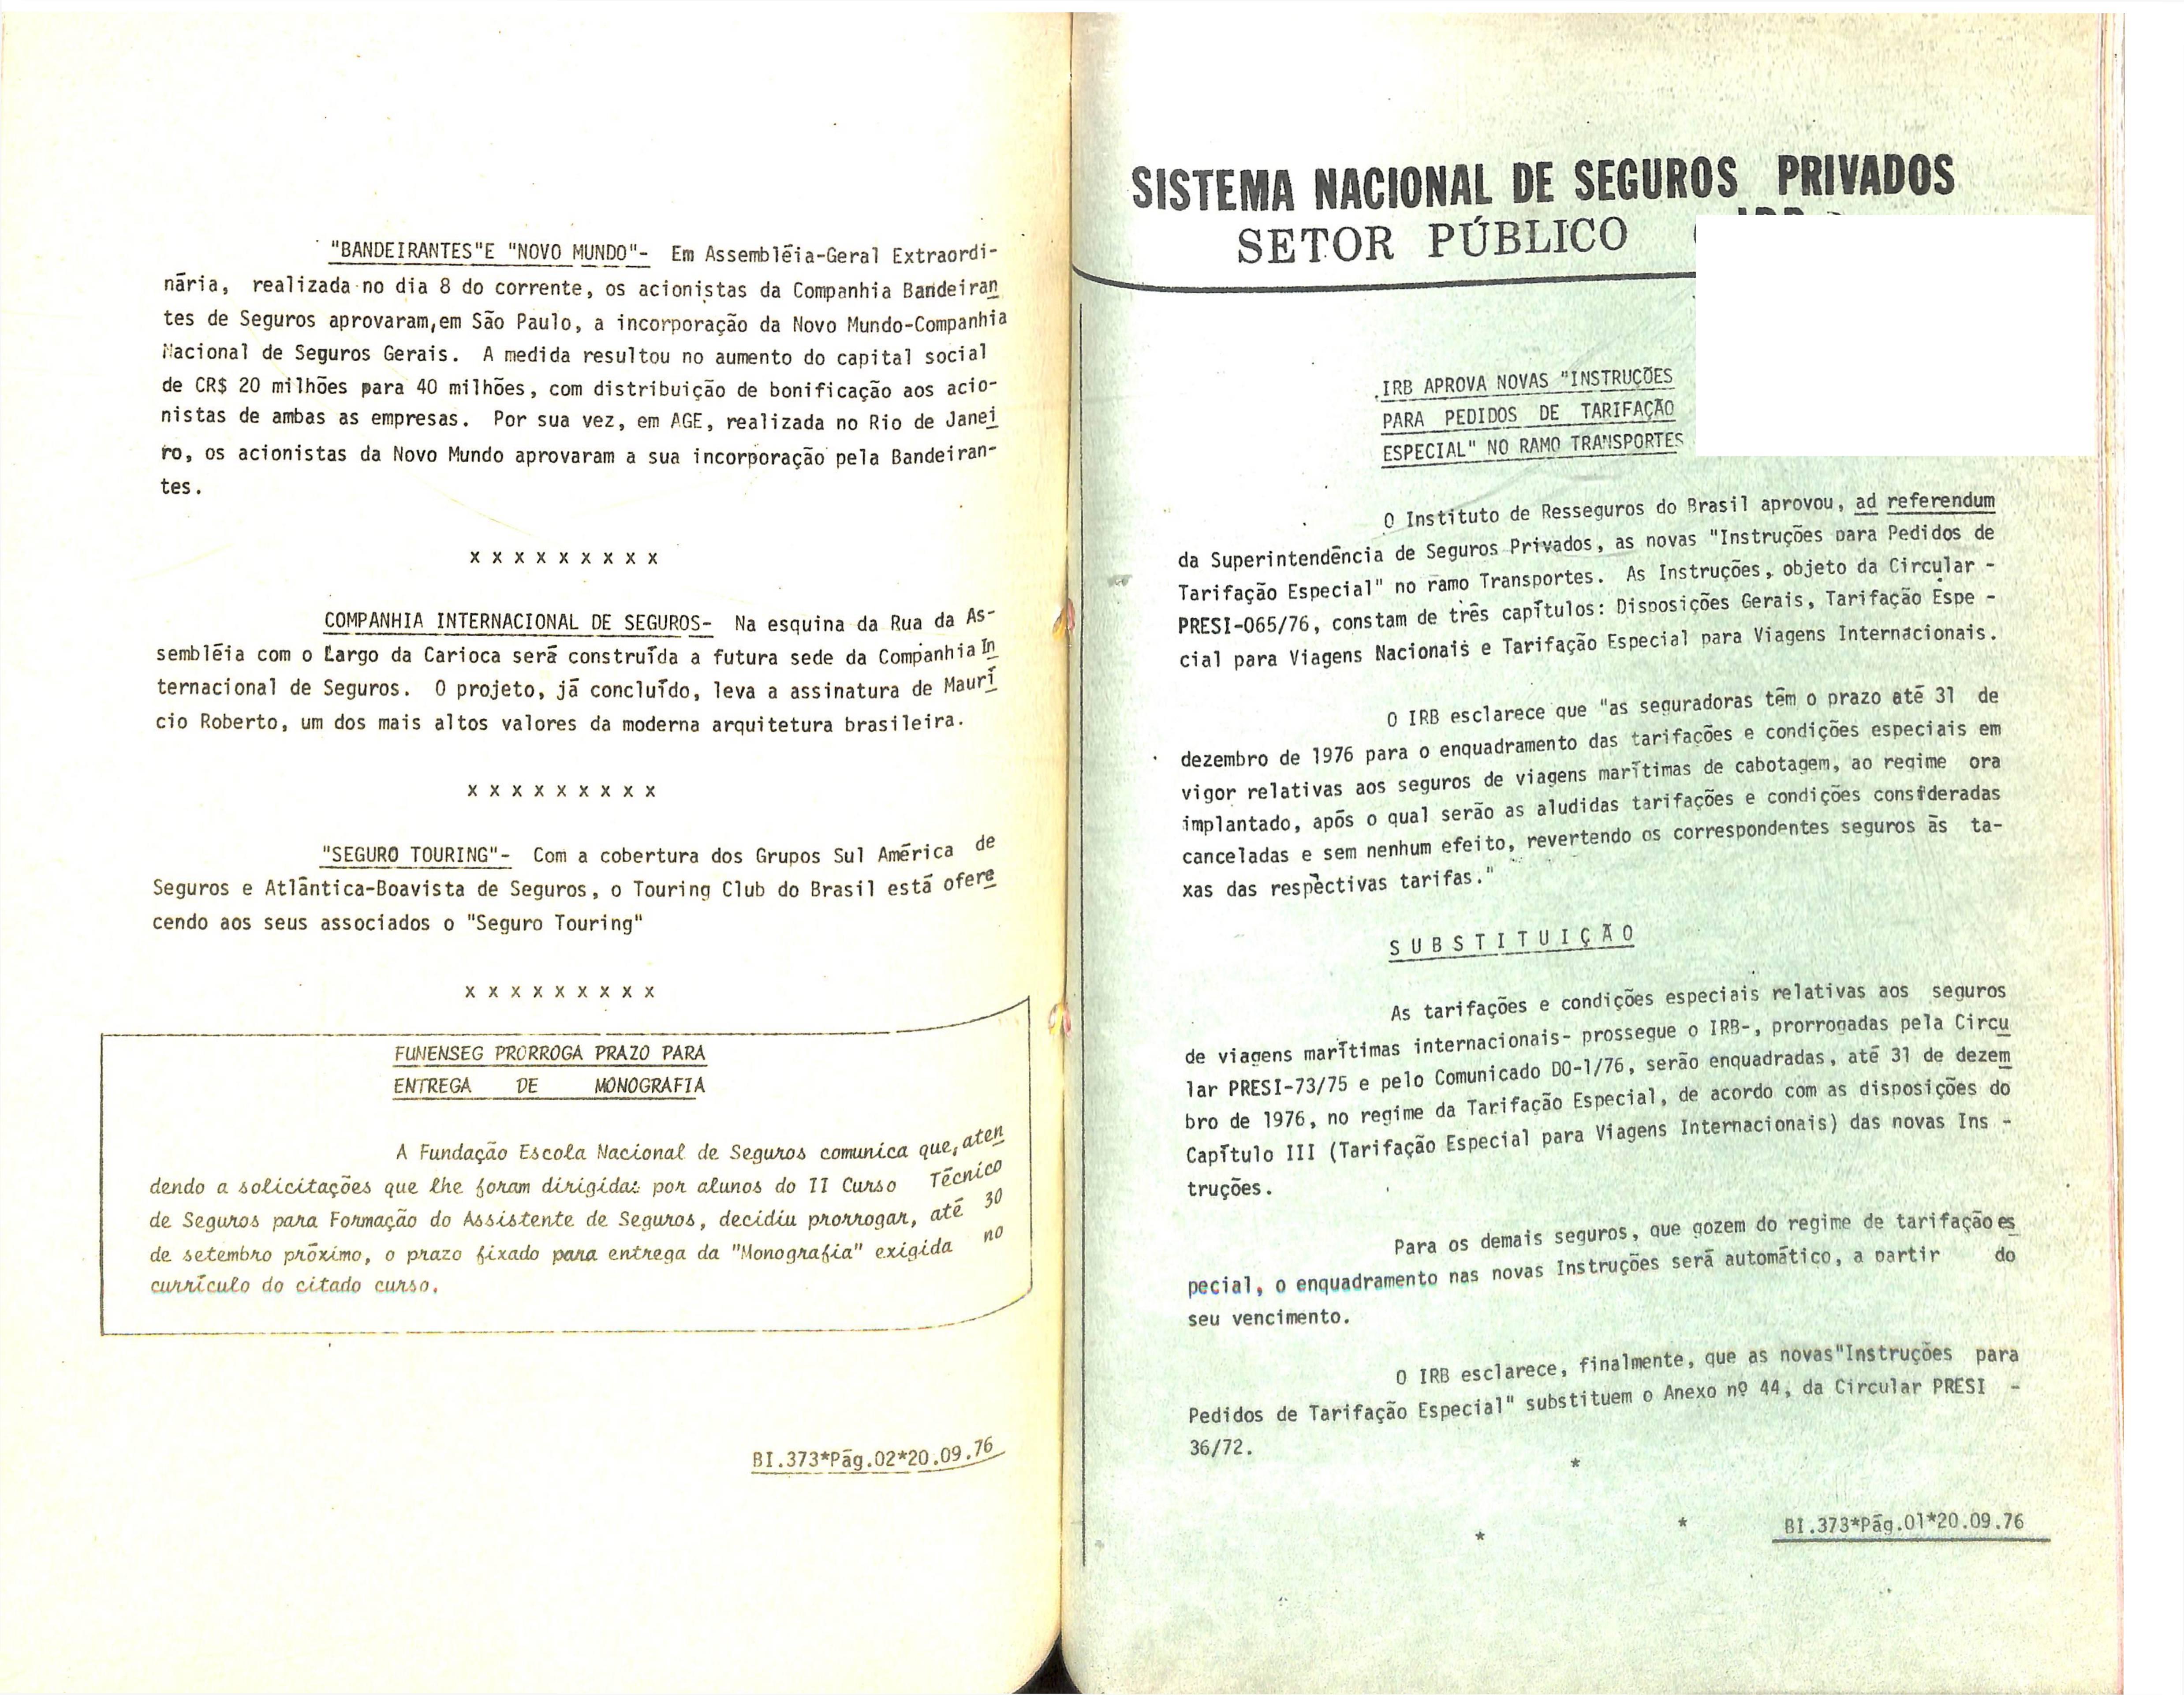 "BANDEIRANTES"E "NOVO MUNDO"- Em Assembléia-Geral Extraordi-
nária, realizada no dia 8 do corrente, os acionistas da Companhia Bandeiran
tes de Seguros aprovaram,em São Paulo, a incorporação da Novo Mundo-Companhia
Nacional de Seguros Gerais. A medida resultou no aumento do capital social
de CR$ 20 milhões para 40 milhões, com distribuição de bonificação aos acio-
nistas de ambas as empresas. Por sua vez, em AGE, realizada no Rio de Janei
ro, os acionistas da Novo Mundo aprovaram a sua incorporação pela Bandeiran-
tes.
x x x x x x x x x
COMPANHIA INTERNACIONAL DE SEGUROS- Na esquina da Rua da As-
sembléia com o Largo da Carioca será construída a futura sede da Companhia In
ternacional de Seguros. O projeto, já concluído, leva a assinatura de Maurí
cio Roberto, um dos mais altos valores da moderna arquitetura brasileira.
x x x x x x x x x
"SEGURO TOURING"- Com a cobertura dos Grupos Sul América de
Seguros e Atlântica-Boavista de Seguros, o Touring Club do Brasil está ofere
cendo aos seus associados o "Seguro Touring"
x x x x x x x x x
FUNENSEG PRORROGA PRAZO PARA
ENTREGA DE MONOGRAFIA
A Fundação Escola Nacional de Seguros comunica que, aten
dendo a solicitações que lhe foram dirigidas por alunos do II Curso Técnico
de Seguros para Formação do Assistente de Seguros, decidiu prorrogar, até 30
de setembro próximo, o prazo fixado para entrega da "Monografia" exigida no
currículo do citado curso.
BI.373*Pág.02*20.09.76
SISTEMA NACIONAL DE SEGUROS PRIVADOS
SETOR PÚBLICO
IRB APROVA NOVAS "INSTRUÇÕES
PARA PEDIDOS DE TARIFAÇÃO
ESPECIAL" NO RAMO TRANSPORTES
O Instituto de Resseguros do Brasil aprovou, ad referendum
da Superintendência de Seguros Privados, as novas "Instruções para Pedidos de
Tarifação Especial" no ramo Transportes. As Instruções, objeto da Circular -
PRESI-065/76, constam de três capítulos: Disposições Gerais, Tarifação Espe -
cial para Viagens Nacionais e Tarifação Especial para Viagens Internacionais.
O IRB esclarece que "as seguradoras têm o prazo até 31 de
dezembro de 1976 para o enquadramento das tarifações e condições especiais em
vigor relativas aos seguros de viagens marítimas de cabotagem, ao regime ora
implantado, após o qual serão as aludidas tarifações e condições consideradas
canceladas e sem nenhum efeito, revertendo os correspondentes seguros às ta-
xas das respectivas tarifas."
S U B S T I T U I Ç Ã O
As tarifações e condições especiais relativas aos seguros
de viagens marítimas internacionais- prossegue o IRB-, prorrogadas pela Circu
lar PRESI-73/75 e pelo Comunicado DO-1/76, serão enquadradas, até 31 de dezem
bro de 1976, no regime da Tarifação Especial, de acordo com as disposições do
Capítulo III (Tarifação Especial para Viagens Internacionais) das novas Ins -
truções.
Para os demais seguros, que gozem do regime de tarifação es
pecial, o enquadramento nas novas Instruções será automático, a partir do
seu vencimento.
O IRB esclarece, finalmente, que as novas"Instruções para
Pedidos de Tarifação Especial" substituem o Anexo nº 44, da Circular PRESI -
36/72.
*
* *
BI.373*Pág.01*20.09.76